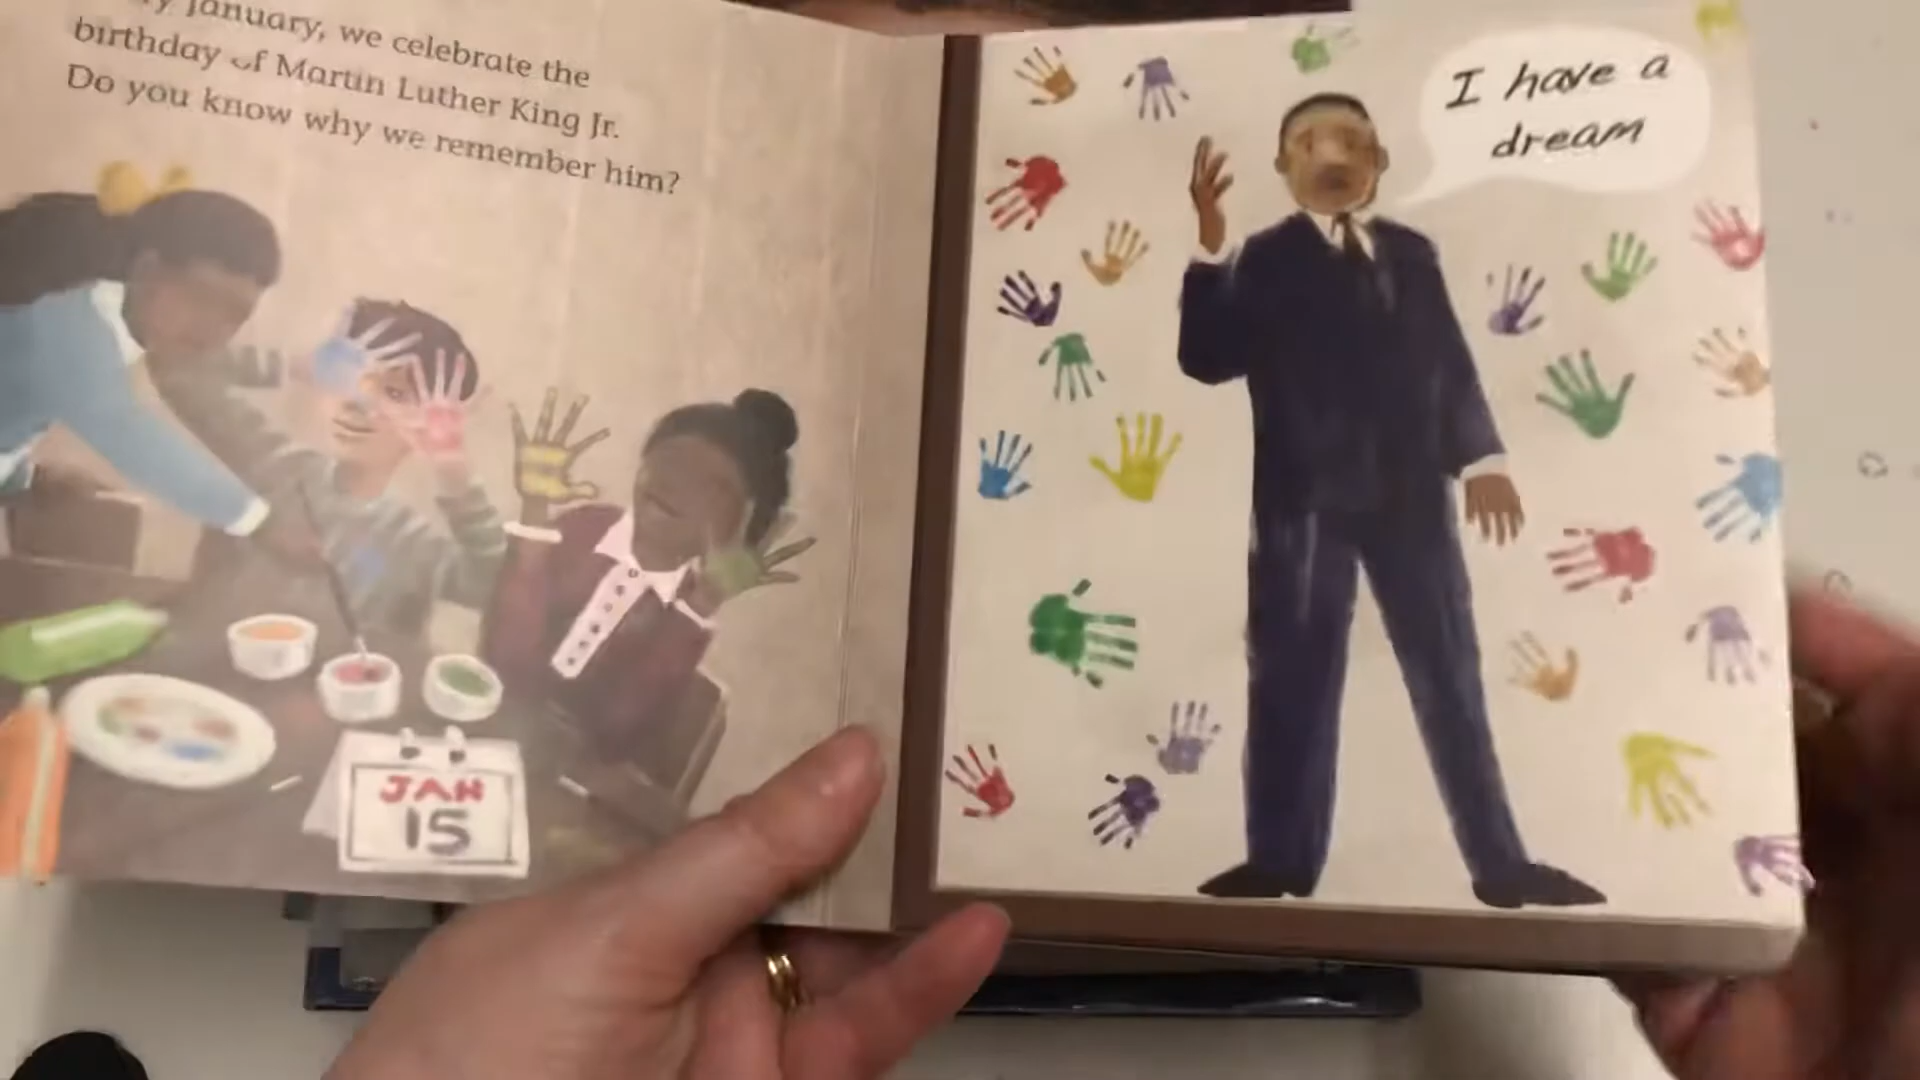 January, we celebrate the
birthday of Martin Luther King Jr.
Do you know why we remember him?
I have a
dream
JAN
15